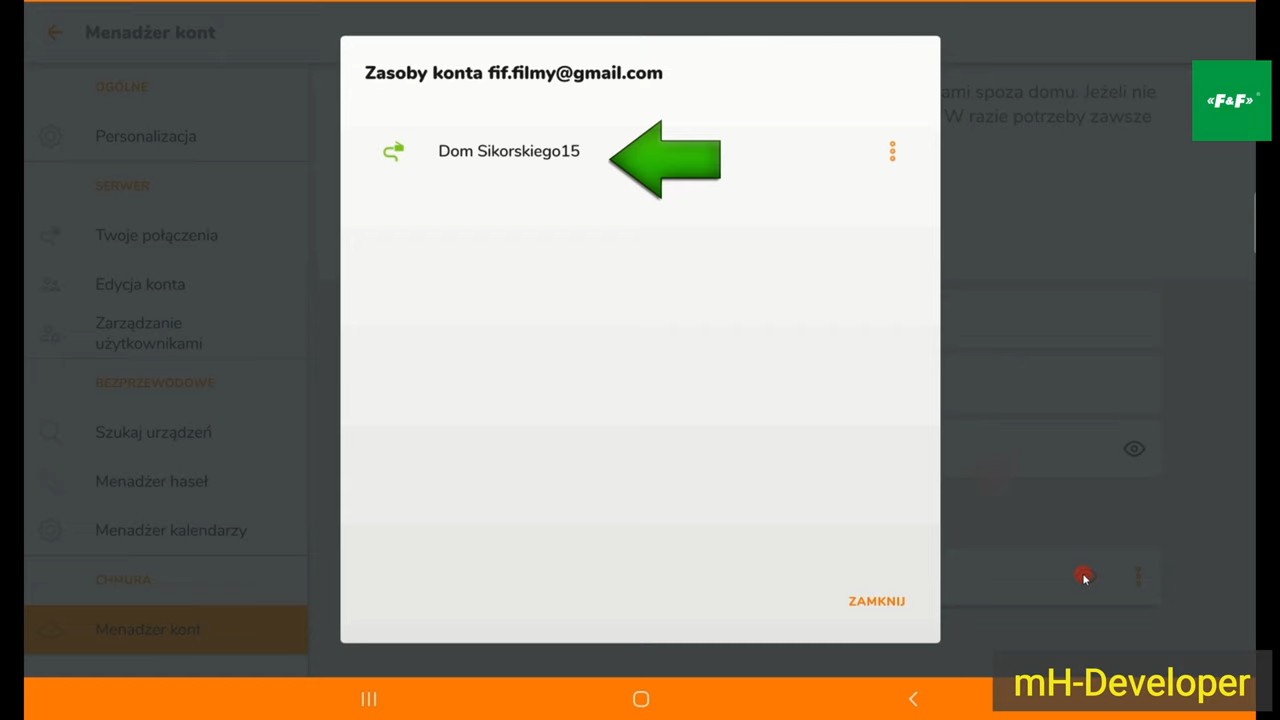 Menadżer kont
OGÓLNE
Personalizacja
SERWER
Twoje połączenia
Edycja konta
Zarządzanie
użytkownikami
BEZPRZEWODOWE
Szukaj urządzeń
Menadżer haseł
Menadżer kalendarzy
CHMURA
Menadżer kont
Zasoby konta fif.filmy@gmail.com
Dom Sikorskiego15
ZAMKNIJ
ami spoza domu. Jeżeli nie
W razie potrzeby zawsze
«F&F»®
mH-Developer